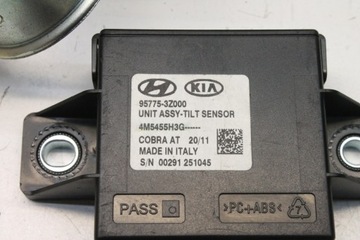 KIA
95775-3Z000
UNIT ASSY-TILT SENSOR
4M5455H3G------
COBRA AT 20/11
MADE IN ITALY
S/N 00291 251045
PASS
>PC+ABS<
7